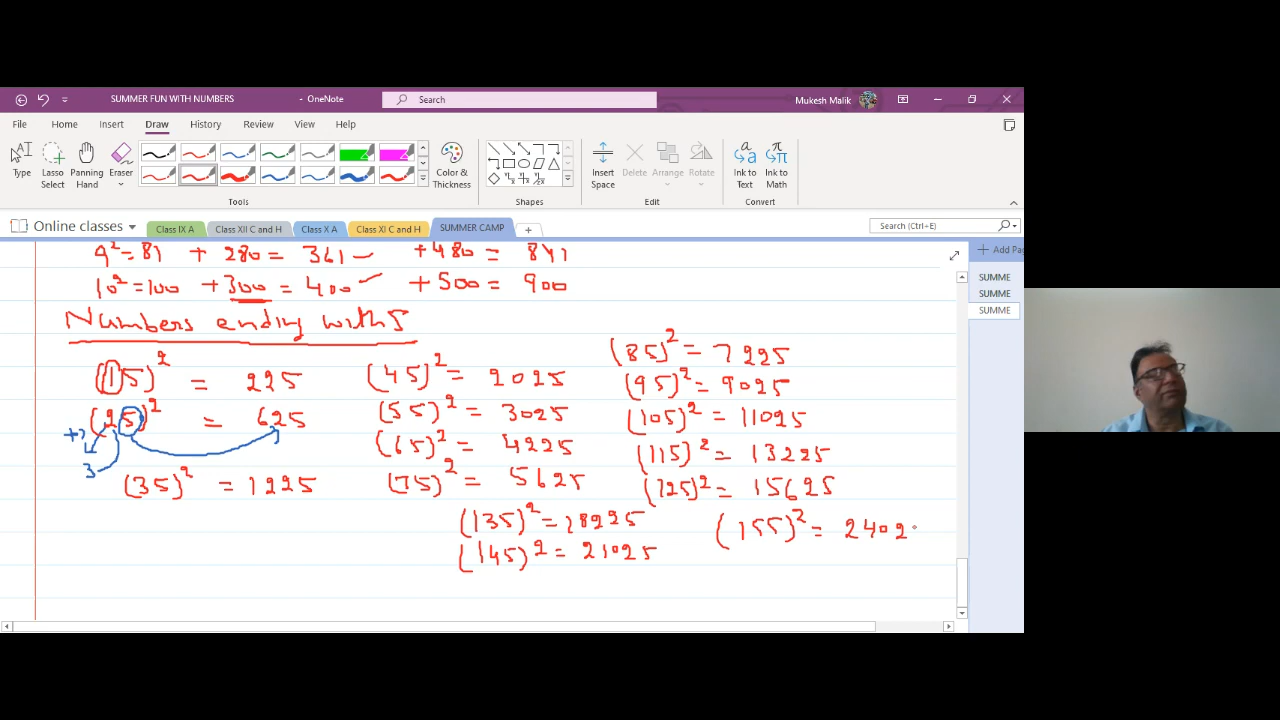 SUMMER FUN WITH NUMBERS - OneNote
Search
Mukesh Malik
File Home Insert Draw History Review View Help
Type
Lasso Select
Panning Hand
Eraser
Color & Thickness
Insert Space
Delete
Arrange
Rotate
Ink to Text
Ink to Math
Tools
Shapes
Edit
Convert
Online classes
Class IX A
Class XII C and H
Class X A
Class XI C and H
SUMMER CAMP
Search (Ctrl+E)
Add Pag
SUMME
SUMME
SUMME
9²=81 + 280 = 361 +480 = 841
10²=100 +300 = 400 +500 = 900
Numbers ending with 5
(15)² = 225
(25)² = 625
3
(35)² = 1225
(45)² = 2025
(55)² = 3025
(65)² = 4225
(75)² = 5625
(85)² = 7225
(95)² = 9025
(105)² = 11025
(115)² = 13225
(125)² = 15625
(135)² = 18225
(145)² = 21025
(155)² = 2402